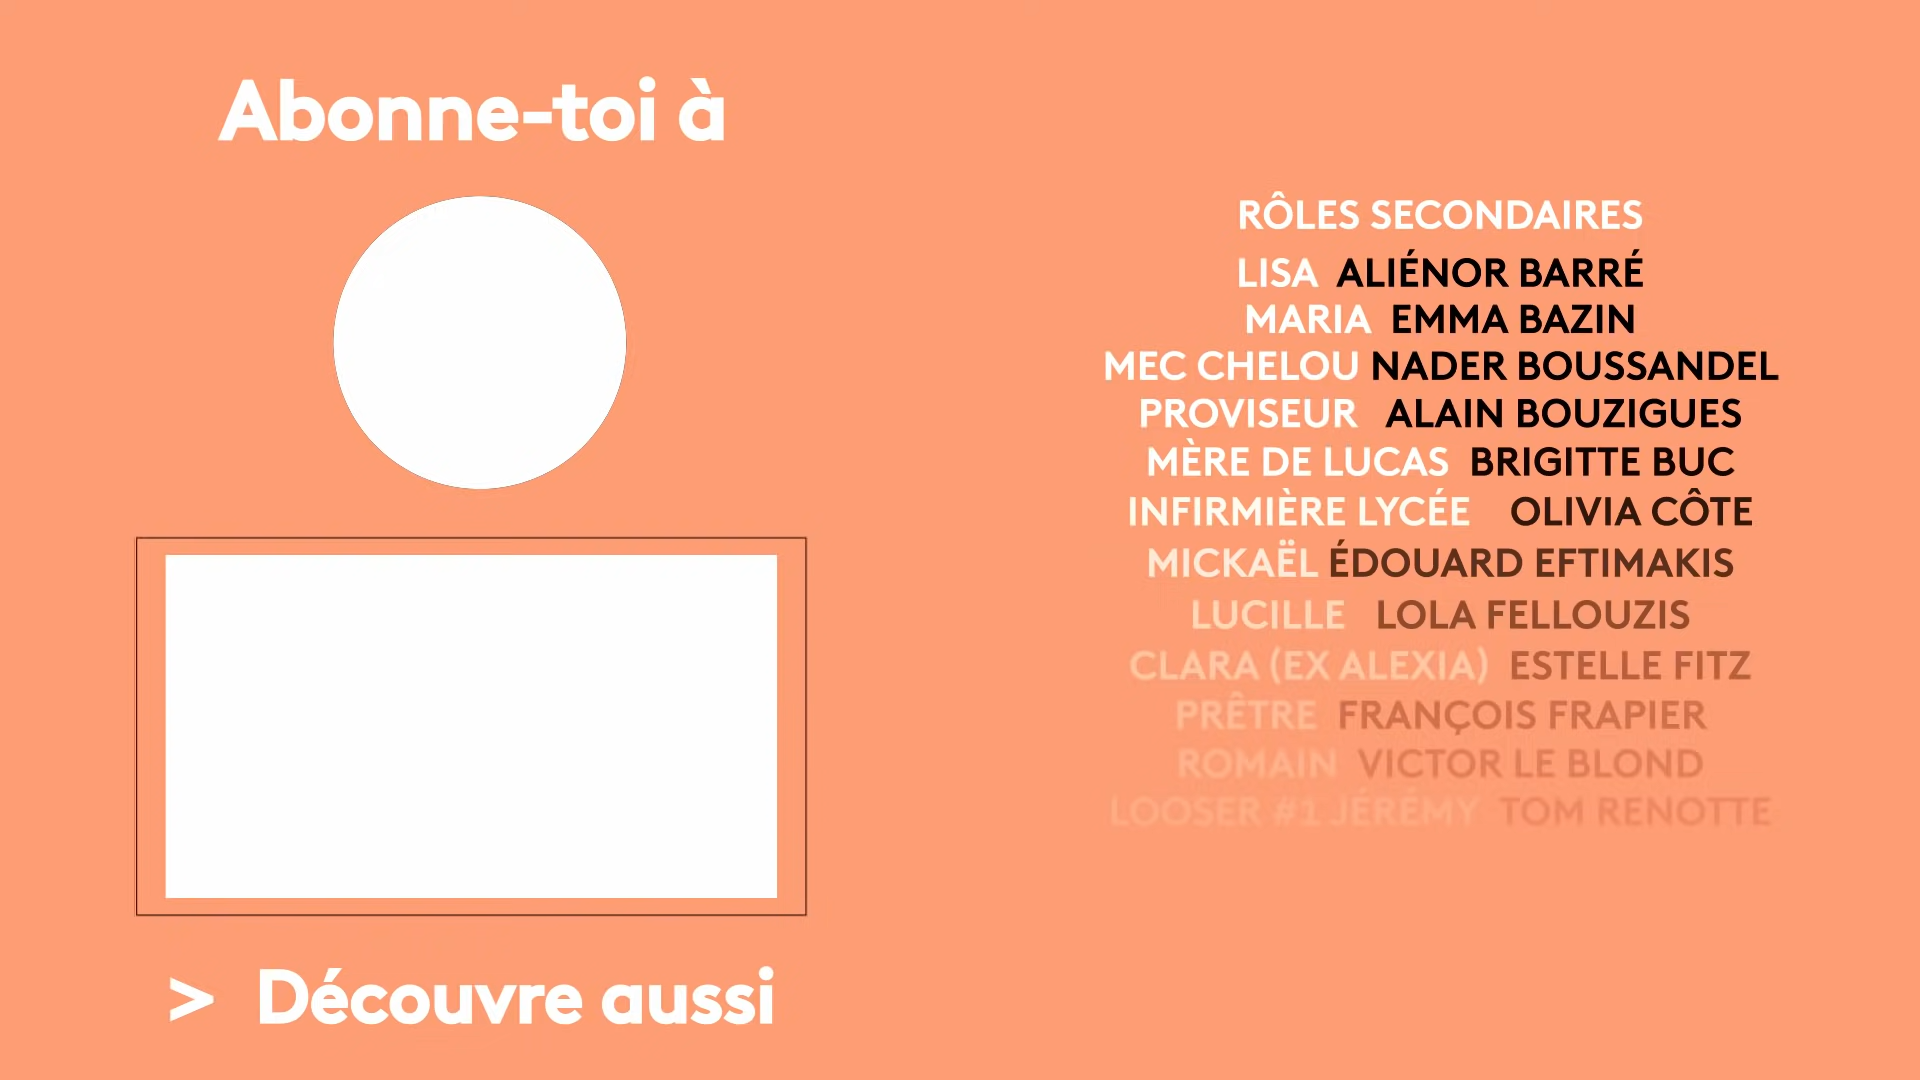 Abonne-toi à
> Découvre aussi
RÔLES SECONDAIRES
LISA ALIÉNOR BARRÉ
MARIA EMMA BAZIN
MEC CHELOU NADER BOUSSANDEL
PROVISEUR ALAIN BOUZIGUES
MÈRE DE LUCAS BRIGITTE BUC
INFIRMIÈRE LYCÉE OLIVIA CÔTE
MICKAËL ÉDOUARD EFTIMAKIS
LUCILLE LOLA FELLOUZIS
CLARA (EX ALEXIA) ESTELLE FITZ
PRÊTRE FRANÇOIS FRAPIER
ROMAIN VICTOR LE BLOND
LOOSER #1 JÉRÉMY TOM RENOTTE